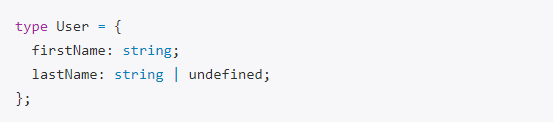 type User = {
  firstName: string;
  lastName: string | undefined;
};